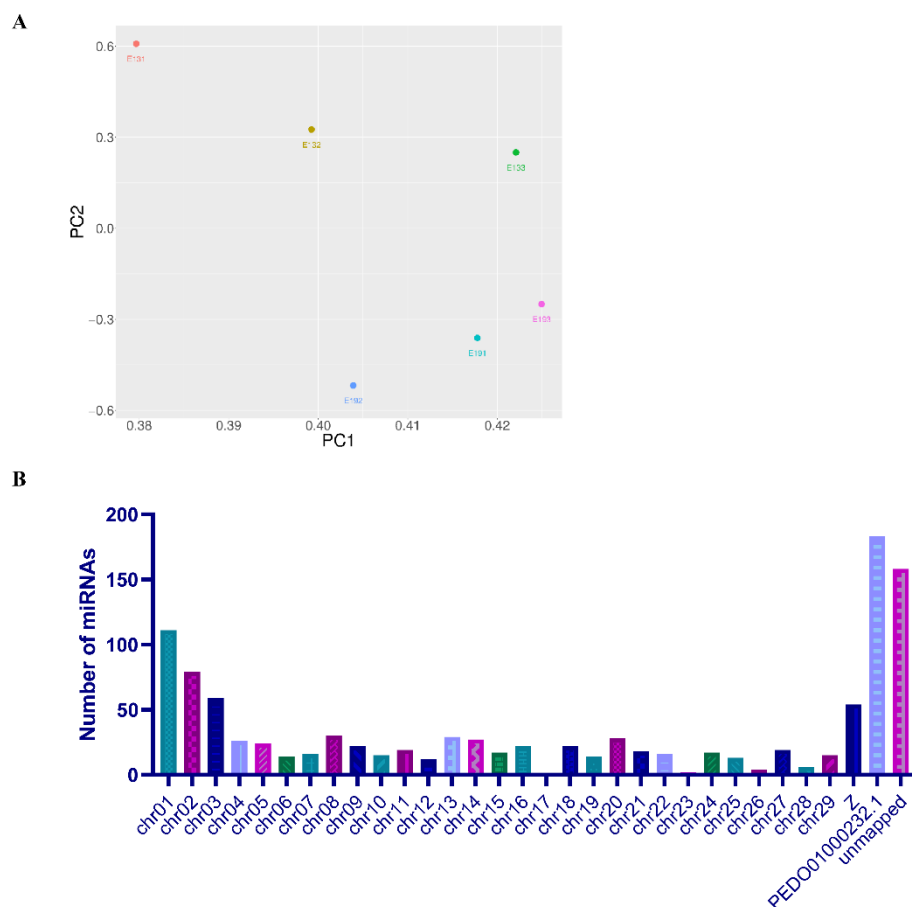 A
0.6
0.3
0.0
−0.3
−0.6
PC2
E131
E132
E133
E193
E191
E192
0.38 0.39 0.40 0.41 0.42
PC1
B
200
150
100
50
0
Number of miRNAs
chr01 chr02 chr03 chr04 chr05 chr06 chr07 chr08 chr09 chr10 chr11 chr12 chr13 chr14 chr15 chr16 chr17 chr18 chr19 chr20 chr21 chr22 chr23 chr24 chr25 chr26 chr27 chr28 chr29 Z PEDO01000232.1 unmapped